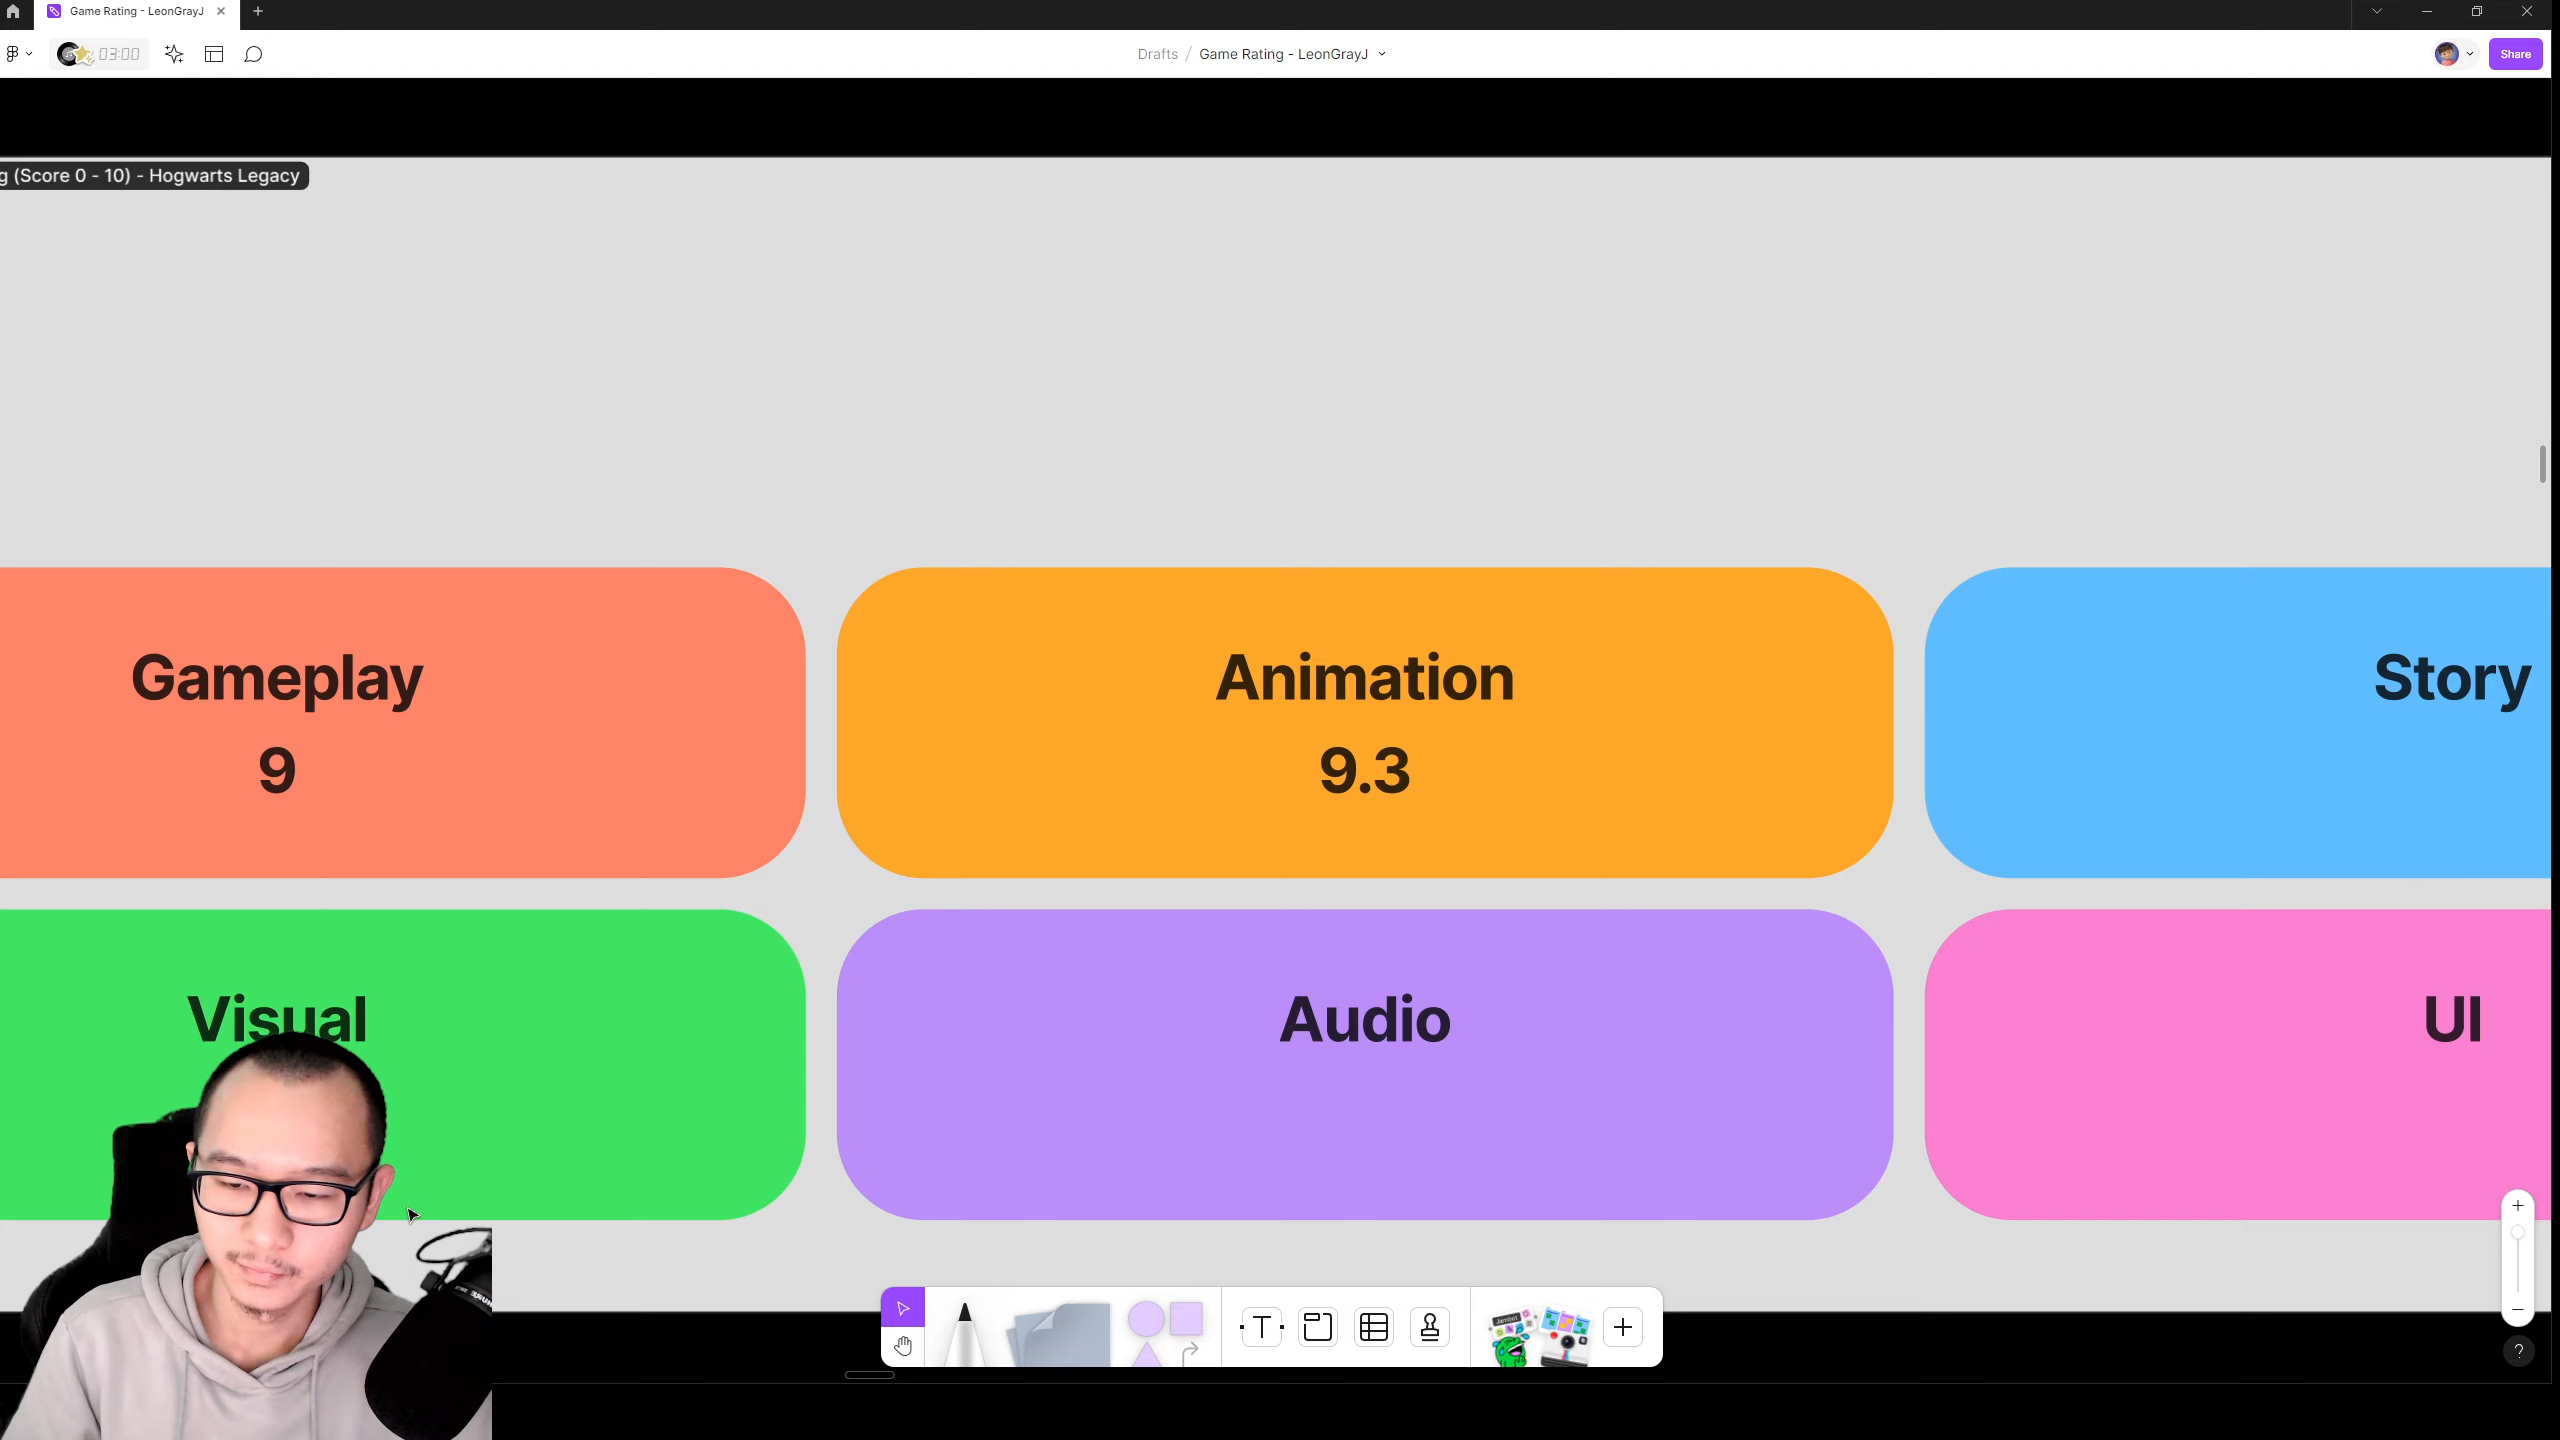 Game Rating - LeonGrayJ
03:00
Drafts / Game Rating - LeonGrayJ
Share
g (Score 0 - 10) - Hogwarts Legacy
Gameplay
9
Animation
9.3
Story
Visual
Audio
UI
T
Jambot
?